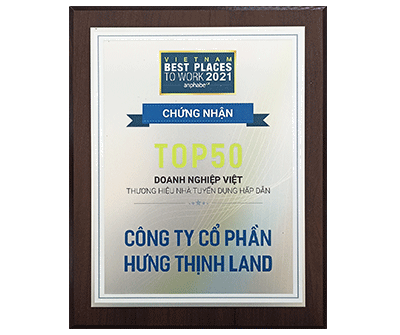 VIETNAM
BEST PLACES
TO WORK 2021
anphabe
CHỨNG NHẬN
TOP50
DOANH NGHIỆP VIỆT
THƯƠNG HIỆU NHÀ TUYỂN DỤNG HẤP DẪN
CÔNG TY CỔ PHẦN
HƯNG THỊNH LAND